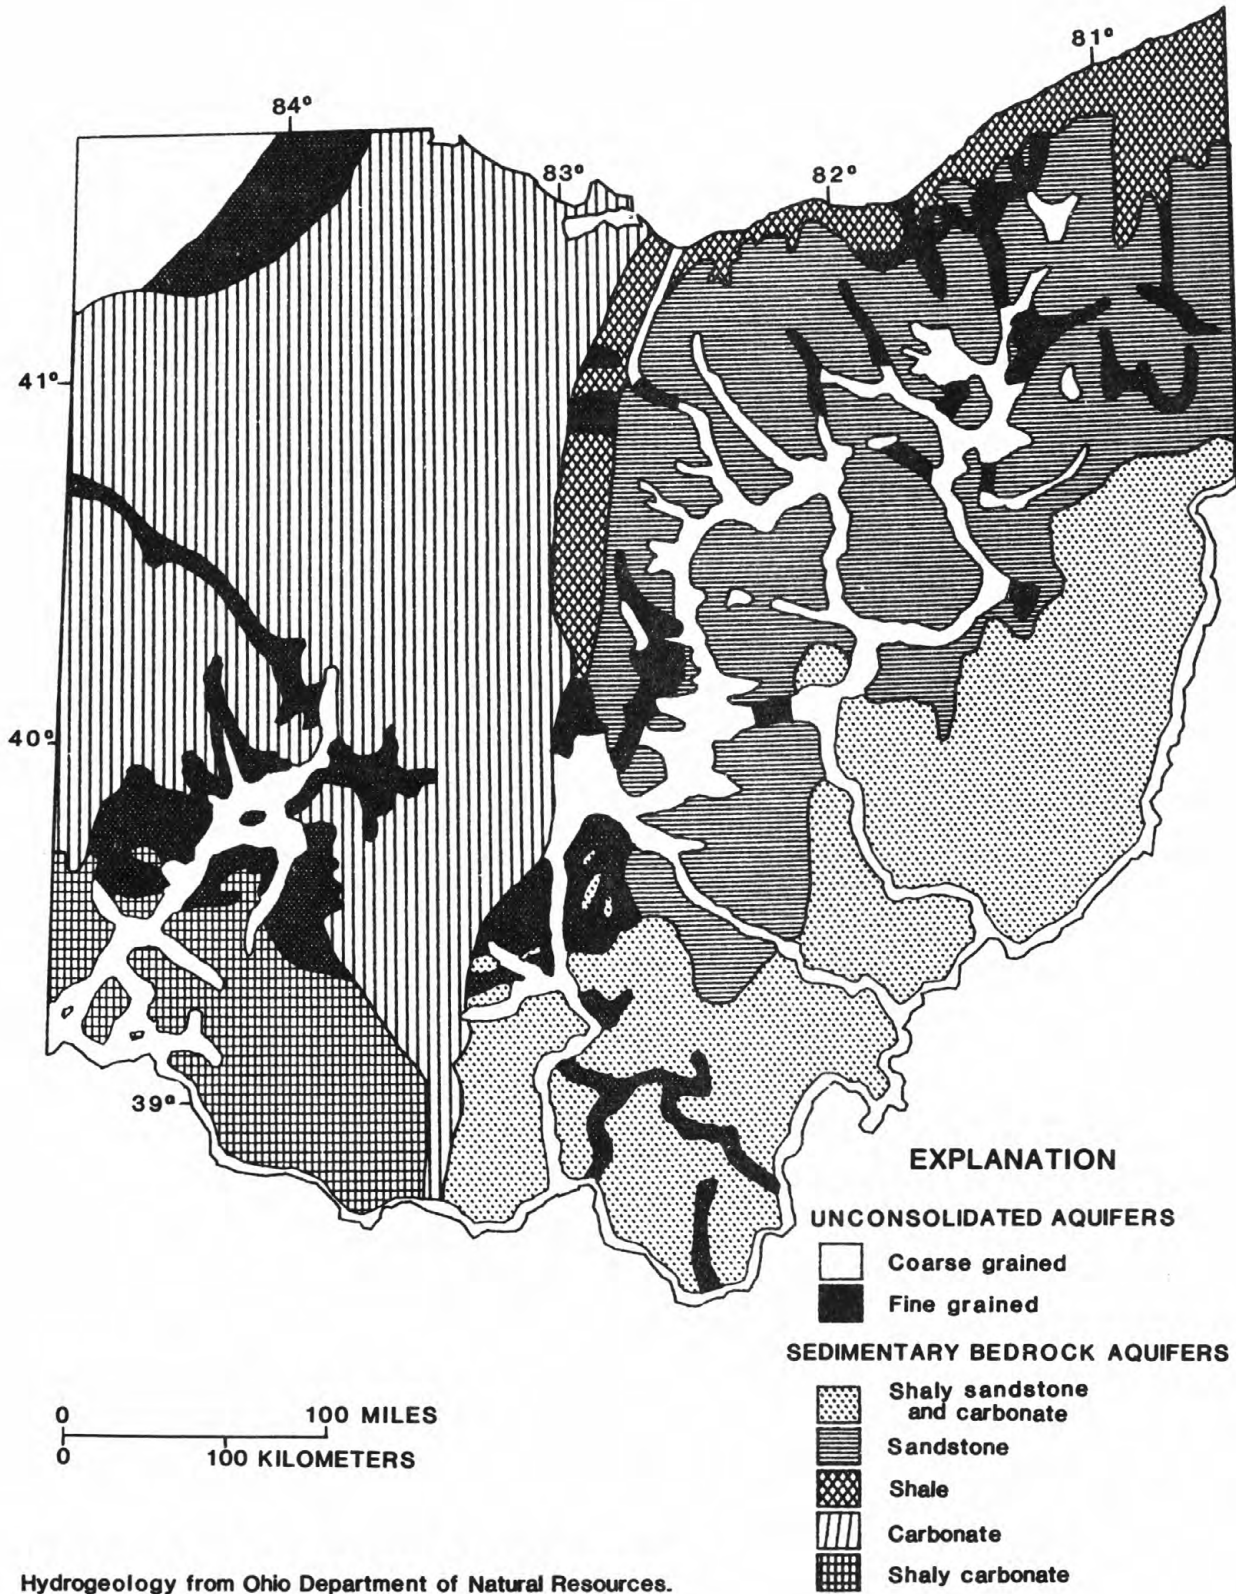 81°
84°
83°
82°
41°
40°
39°
EXPLANATION
UNCONSOLIDATED AQUIFERS
Coarse grained
Fine grained
SEDIMENTARY BEDROCK AQUIFERS
Shaly sandstone
and carbonate
Sandstone
Shale
Carbonate
Shaly carbonate
0 100 MILES
0 100 KILOMETERS
Hydrogeology from Ohio Department of Natural Resources.